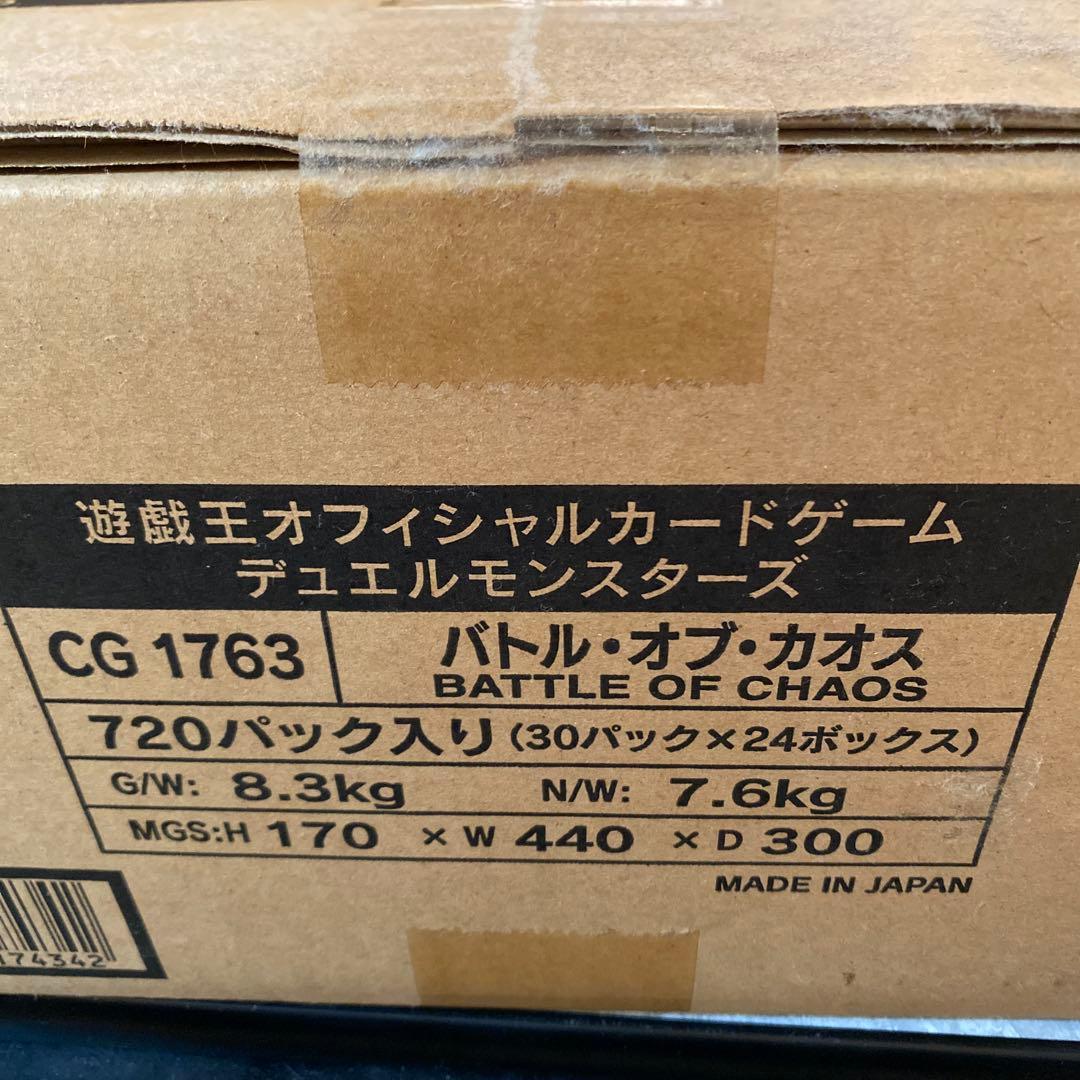 遊戯王オフィシャルカードゲーム
デュエルモンスターズ
CG 1763
バトル・オブ・カオス
BATTLE OF CHAOS
720パック入り(30パック×24ボックス)
G/W: 8.3kg N/W: 7.6kg
MGS:H 170 × W 440 × D 300
MADE IN JAPAN
174342